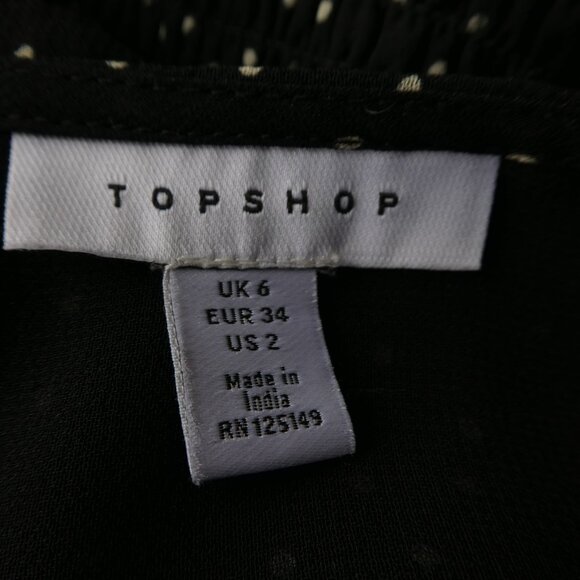 TOPSHOP
UK 6
EUR 34
US 2
Made in
India
RN 125149